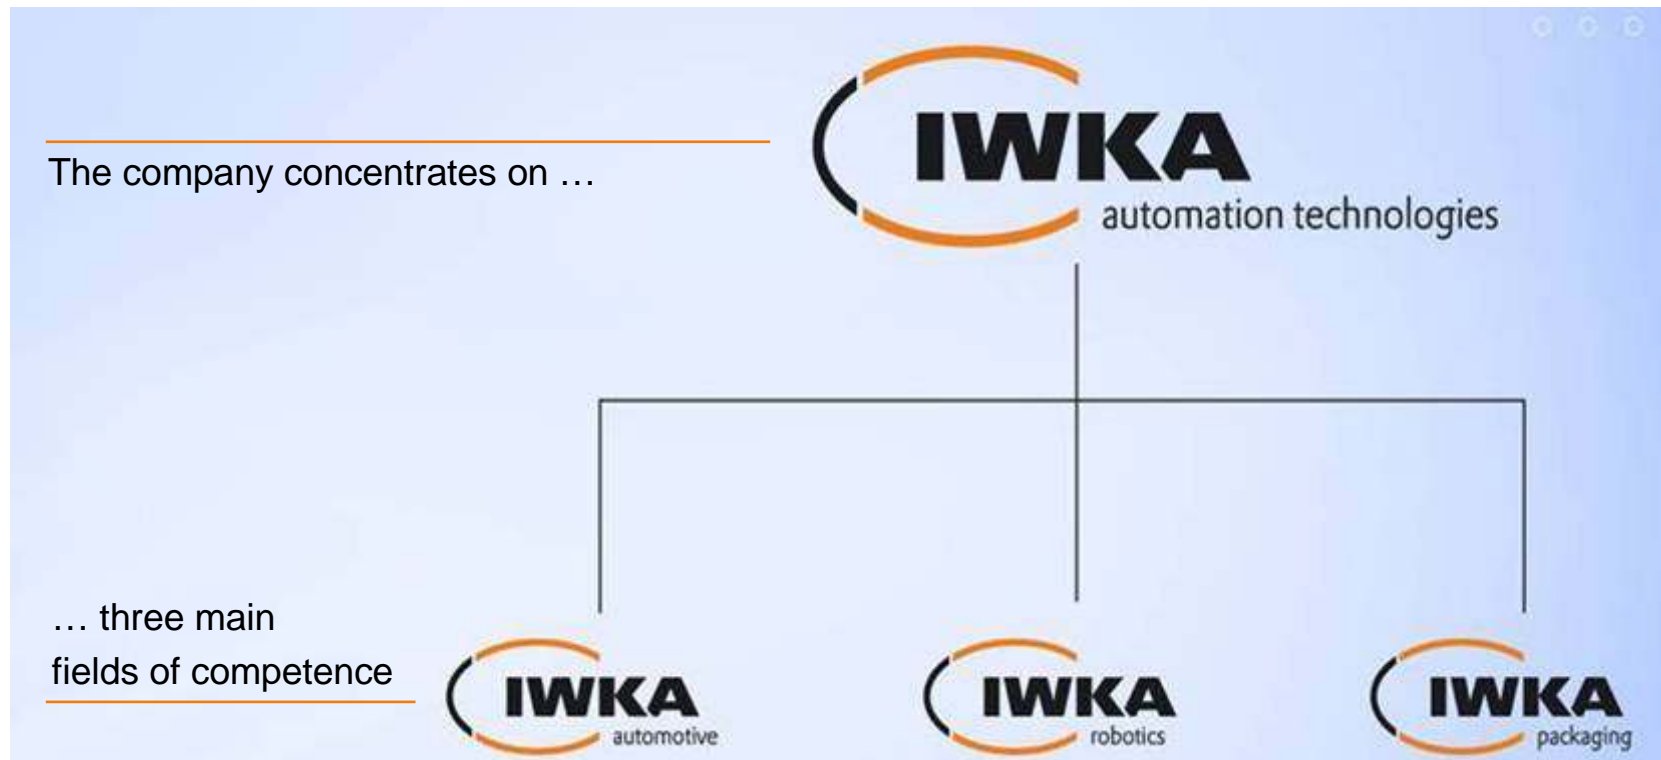 IWKA
automation technologies
The company concentrates on …
… three main
fields of competence
IWKA
automotive
IWKA
robotics
IWKA
packaging